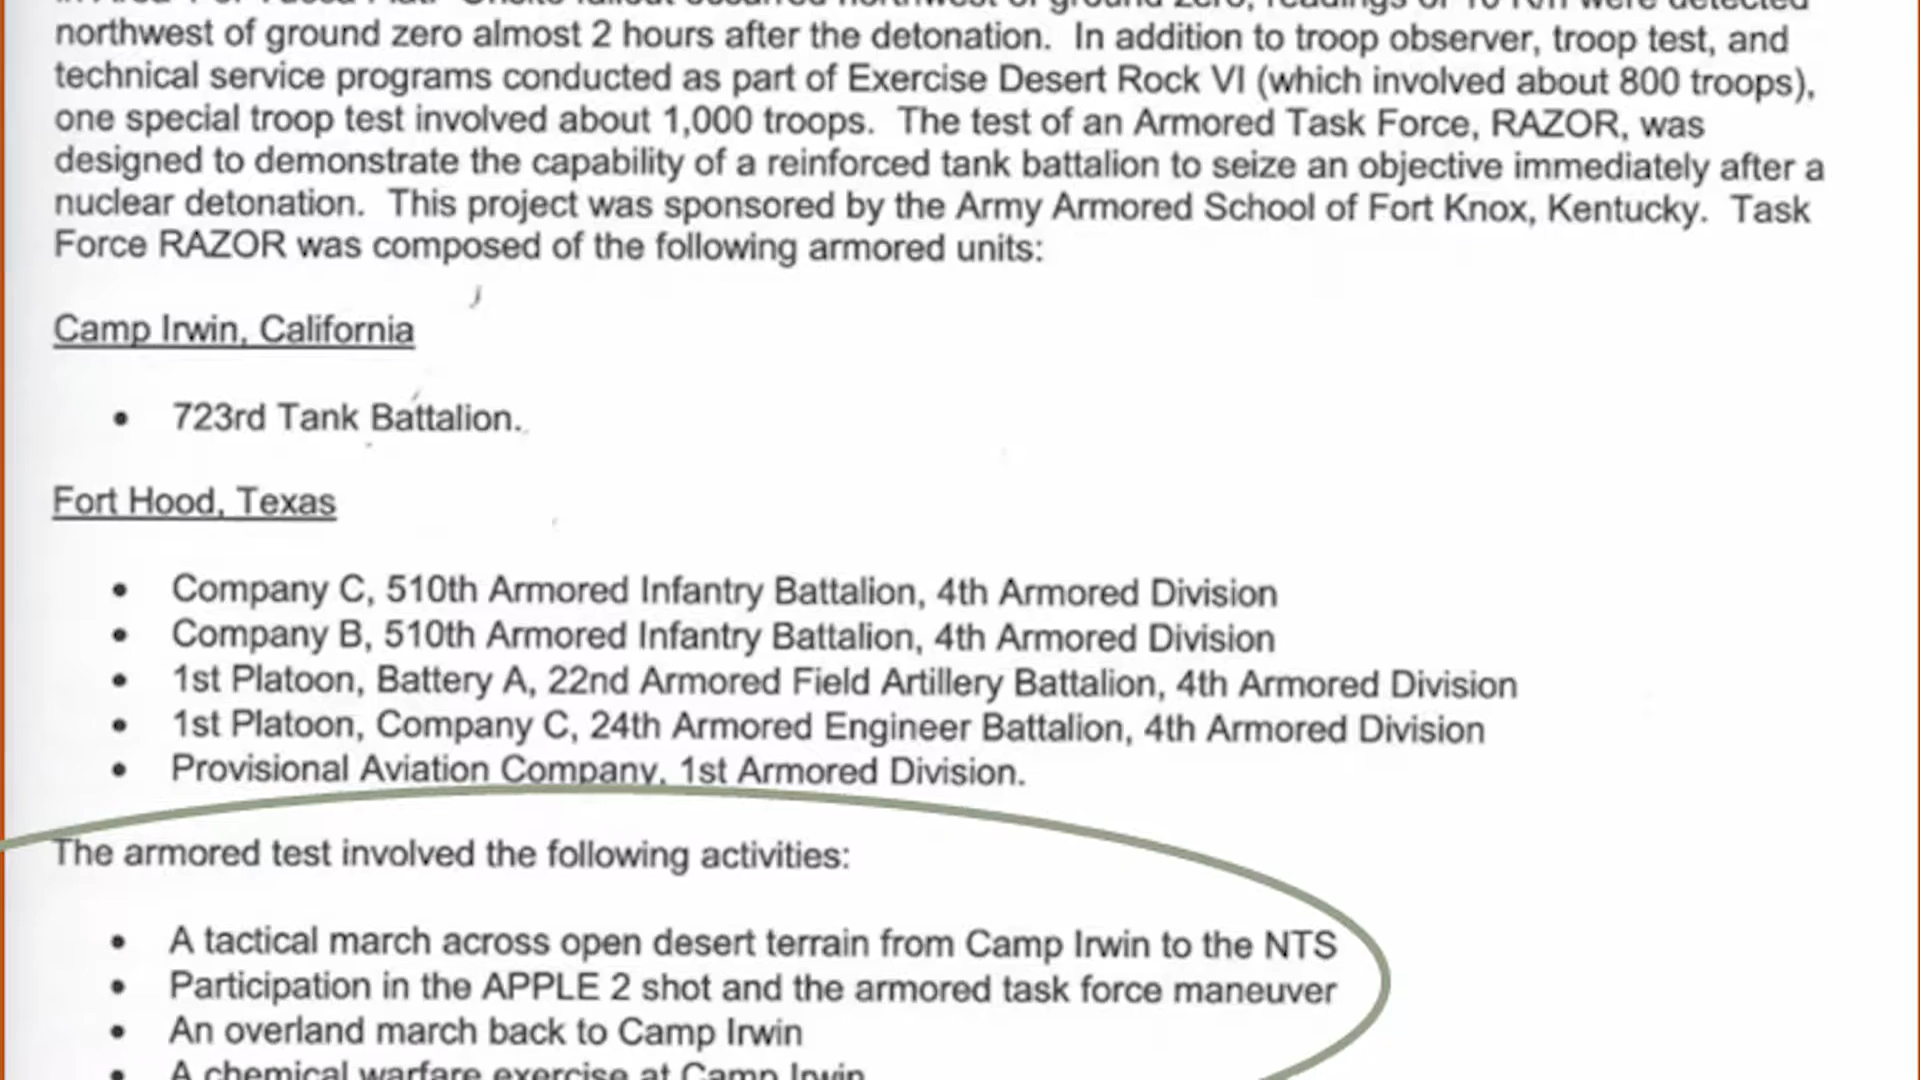 northwest of ground zero almost 2 hours after the detonation. In addition to troop observer, troop test, and
technical service programs conducted as part of Exercise Desert Rock VI (which involved about 800 troops),
one special troop test involved about 1,000 troops. The test of an Armored Task Force, RAZOR, was
designed to demonstrate the capability of a reinforced tank battalion to seize an objective immediately after a
nuclear detonation. This project was sponsored by the Army Armored School of Fort Knox, Kentucky. Task
Force RAZOR was composed of the following armored units:
Camp Irwin, California
• 723rd Tank Battalion.
Fort Hood, Texas
• Company C, 510th Armored Infantry Battalion, 4th Armored Division
• Company B, 510th Armored Infantry Battalion, 4th Armored Division
• 1st Platoon, Battery A, 22nd Armored Field Artillery Battalion, 4th Armored Division
• 1st Platoon, Company C, 24th Armored Engineer Battalion, 4th Armored Division
• Provisional Aviation Company, 1st Armored Division.
The armored test involved the following activities:
• A tactical march across open desert terrain from Camp Irwin to the NTS
• Participation in the APPLE 2 shot and the armored task force maneuver
• An overland march back to Camp Irwin
• A chemical warfare exercise at Camp Irwin